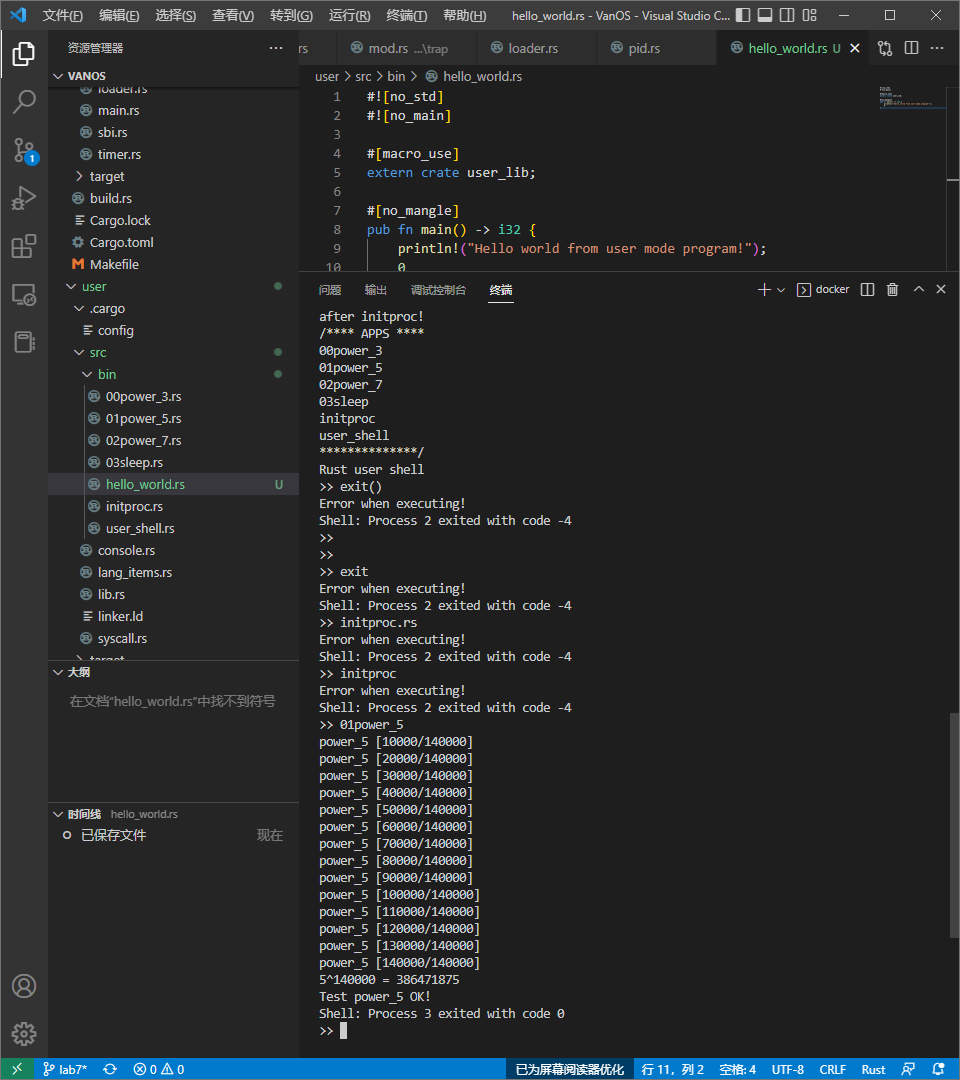 文件(F) 编辑(E) 选择(S) 查看(V) 转到(G) 运行(R) 终端(T) 帮助(H) hello_world.rs - VanOS - Visual Studio C...
资源管理器 ...
rs mod.rs ...\trap loader.rs pid.rs hello_world.rs U
VANOS
loader.rs
main.rs
sbi.rs
timer.rs
target
build.rs
Cargo.lock
Cargo.toml
Makefile
user
.cargo
config
src
bin
00power_3.rs
01power_5.rs
02power_7.rs
03sleep.rs
hello_world.rs U
initproc.rs
user_shell.rs
console.rs
lang_items.rs
lib.rs
linker.ld
syscall.rs
target
大纲
在文档"hello_world.rs"中找不到符号
时间线 hello_world.rs
已保存文件 现在
1
user > src > bin > hello_world.rs
1 #![no_std]
2 #![no_main]
3
4 #[macro_use]
5 extern crate user_lib;
6
7 #[no_mangle]
8 pub fn main() -> i32 {
9 println!("Hello world from user mode program!");
10 0
问题 输出 调试控制台 终端 docker
after initproc!
/**** APPS ****
00power_3
01power_5
02power_7
03sleep
initproc
user_shell
**************/
Rust user shell
>> exit()
Error when executing!
Shell: Process 2 exited with code -4
>>
>>
>> exit
Error when executing!
Shell: Process 2 exited with code -4
>> initproc.rs
Error when executing!
Shell: Process 2 exited with code -4
>> initproc
Error when executing!
Shell: Process 2 exited with code -4
>> 01power_5
power_5 [10000/140000]
power_5 [20000/140000]
power_5 [30000/140000]
power_5 [40000/140000]
power_5 [50000/140000]
power_5 [60000/140000]
power_5 [70000/140000]
power_5 [80000/140000]
power_5 [90000/140000]
power_5 [100000/140000]
power_5 [110000/140000]
power_5 [120000/140000]
power_5 [130000/140000]
power_5 [140000/140000]
5^140000 = 386471875
Test power_5 OK!
Shell: Process 3 exited with code 0
>>
lab7* 0 0 已为屏幕阅读器优化 行 11，列 2 空格: 4 UTF-8 CRLF Rust